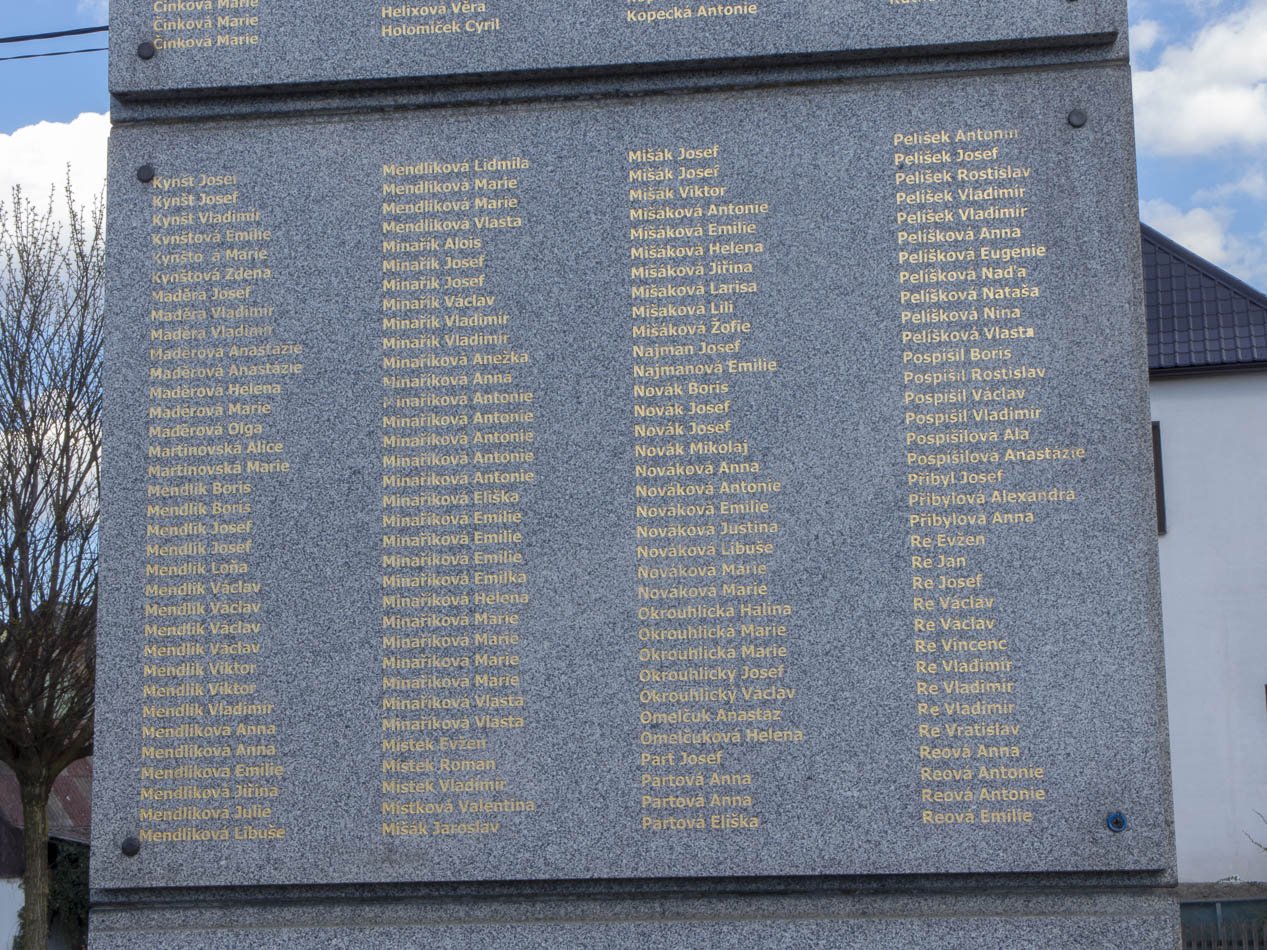 Činková Marie
Činková Marie
Činková Marie
Helixová Věra
Holomíček Cyril
Kopecká Antonie
Kynšt Josef
Kynšt Josef
Kynšt Vladimír
Kynštová Emilie
Kynšto á Marie
Kynštová Zdena
Maděra Josef
Maděra Vladimír
Maděra Vladimír
Maděrová Anastázie
Maděrová Anastázie
Maděrová Helena
Maděrová Marie
Maděrová Olga
Martinovská Alice
Martinovská Marie
Mendlík Boris
Mendlík Boris
Mendlík Josef
Mendlík Josef
Mendlík Loňa
Mendlík Václav
Mendlík Václav
Mendlík Václav
Mendlík Václav
Mendlík Viktor
Mendlík Viktor
Mendlík Vladimír
Mendlíková Anna
Mendlíková Anna
Mendlíková Emilie
Mendlíková Jiřina
Mendlíková Julie
Mendlíková Libuše
Mendlíková Lidmila
Mendlíková Marie
Mendlíková Marie
Mendlíková Vlasta
Minařík Alois
Minařík Josef
Minařík Josef
Minařík Václav
Minařík Vladimír
Minařík Vladimír
Minaříková Anežka
Minaříková Anna
Minaříková Antonie
Minaříková Antonie
Minaříková Antonie
Minaříková Antonie
Minaříková Antonie
Minaříková Eliška
Minaříková Emilie
Minaříková Emilie
Minaříková Emilie
Minaříková Emilka
Minaříková Helena
Minaříková Marie
Minaříková Marie
Minaříková Marie
Minaříková Marie
Minaříková Vlasta
Minaříková Vlasta
Místek Evžen
Místek Roman
Místek Vladimír
Místková Valentina
Mišák Jaroslav
Mišák Josef
Mišák Josef
Mišák Viktor
Mišáková Antonie
Mišáková Emilie
Mišáková Helena
Mišáková Jiřina
Mišáková Larisa
Mišáková Lili
Mišáková Žofie
Najman Josef
Najmanová Emilie
Novák Boris
Novák Josef
Novák Josef
Novák Mikolaj
Nováková Anna
Nováková Antonie
Nováková Emilie
Nováková Justina
Nováková Libuše
Nováková Marie
Nováková Marie
Okrouhlická Halina
Okrouhlická Marie
Okrouhlická Marie
Okrouhlický Josef
Okrouhlický Václav
Omelčuk Anastaz
Omelčuková Helena
Part Josef
Partová Anna
Partová Anna
Partová Eliška
Pelíšek Antonín
Pelíšek Josef
Pelíšek Rostislav
Pelíšek Vladimír
Pelíšek Vladimír
Pelíšková Anna
Pelíšková Eugenie
Pelíšková Naďa
Pelíšková Nataša
Pelíšková Nina
Pelíšková Vlasta
Pospíšil Boris
Pospíšil Rostislav
Pospíšil Václav
Pospíšil Vladimír
Pospíšilová Ala
Pospíšilová Anastázie
Přibyl Josef
Přibylová Alexandra
Přibylová Anna
Re Evžen
Re Jan
Re Josef
Re Václav
Re Václav
Re Vincenc
Re Vladimír
Re Vladimír
Re Vladimír
Re Vratislav
Reová Anna
Reová Antonie
Reová Antonie
Reová Emilie